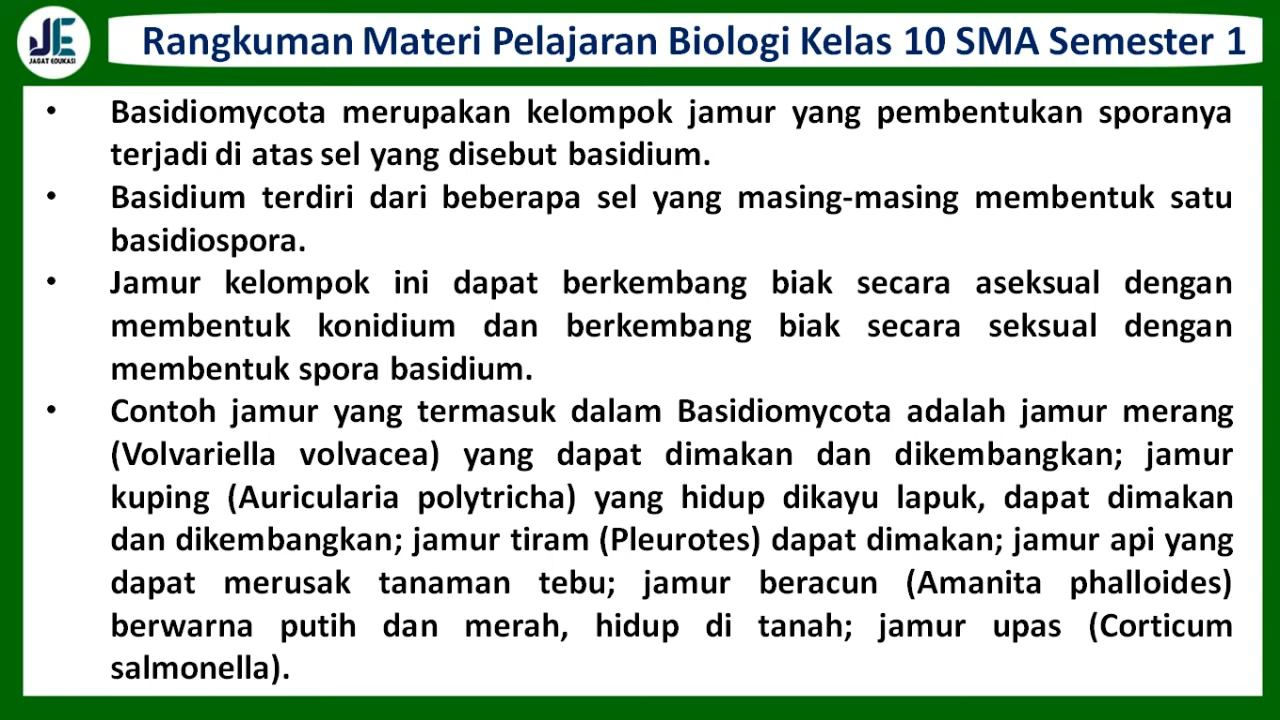 JE
JAGAT EDUKASI
Rangkuman Materi Pelajaran Biologi Kelas 10 SMA Semester 1
• Basidiomycota merupakan kelompok jamur yang pembentukan sporanya
terjadi di atas sel yang disebut basidium.
• Basidium terdiri dari beberapa sel yang masing-masing membentuk satu
basidiospora.
• Jamur kelompok ini dapat berkembang biak secara aseksual dengan
membentuk konidium dan berkembang biak secara seksual dengan
membentuk spora basidium.
• Contoh jamur yang termasuk dalam Basidiomycota adalah jamur merang
(Volvariella volvacea) yang dapat dimakan dan dikembangkan; jamur
kuping (Auricularia polytricha) yang hidup dikayu lapuk, dapat dimakan
dan dikembangkan; jamur tiram (Pleurotes) dapat dimakan; jamur api yang
dapat merusak tanaman tebu; jamur beracun (Amanita phalloides)
berwarna putih dan merah, hidup di tanah; jamur upas (Corticum
salmonella).